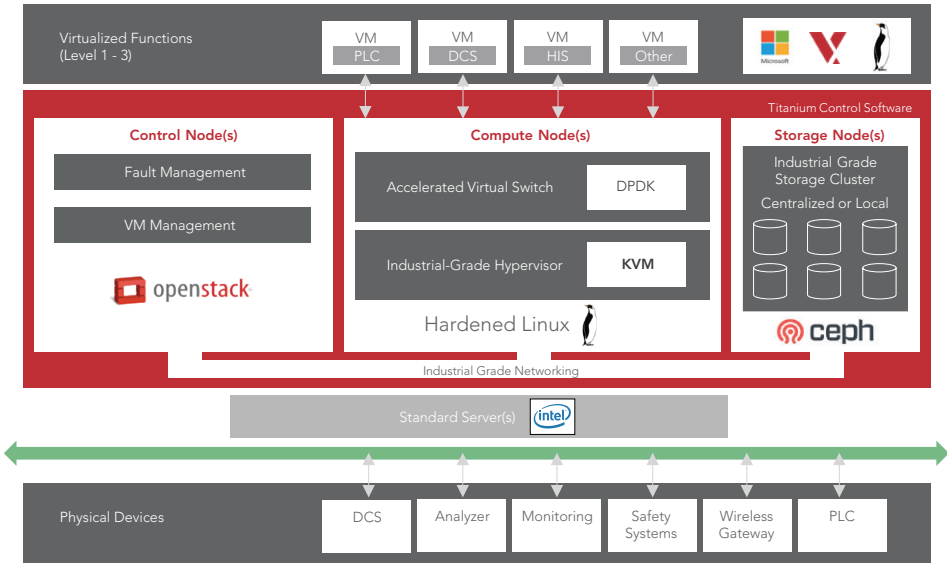 Virtualized Functions
(Level 1 - 3)
VM
PLC
VM
DCS
VM
HIS
VM
Other
Microsoft
Titanium Control Software
Control Node(s)
Fault Management
VM Management
openstack
Compute Node(s)
Accelerated Virtual Switch
DPDK
Industrial-Grade Hypervisor
KVM
Hardened Linux
Storage Node(s)
Industrial Grade
Storage Cluster
Centralized or Local
ceph
Industrial Grade Networking
Standard Server(s)
intel
Physical Devices
DCS
Analyzer
Monitoring
Safety
Systems
Wireless
Gateway
PLC